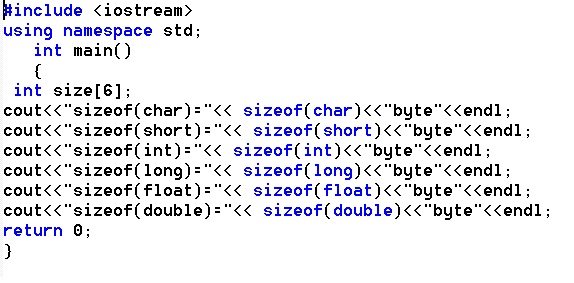 #include <iostream>
using namespace std;
int main()
{
int size[6];
cout<<"sizeof(char)="<< sizeof(char)<<"byte"<<endl;
cout<<"sizeof(short)="<< sizeof(short)<<"byte"<<endl;
cout<<"sizeof(int)="<< sizeof(int)<<"byte"<<endl;
cout<<"sizeof(long)="<< sizeof(long)<<"byte"<<endl;
cout<<"sizeof(float)="<< sizeof(float)<<"byte"<<endl;
cout<<"sizeof(double)="<< sizeof(double)<<"byte"<<endl;
return 0;
}